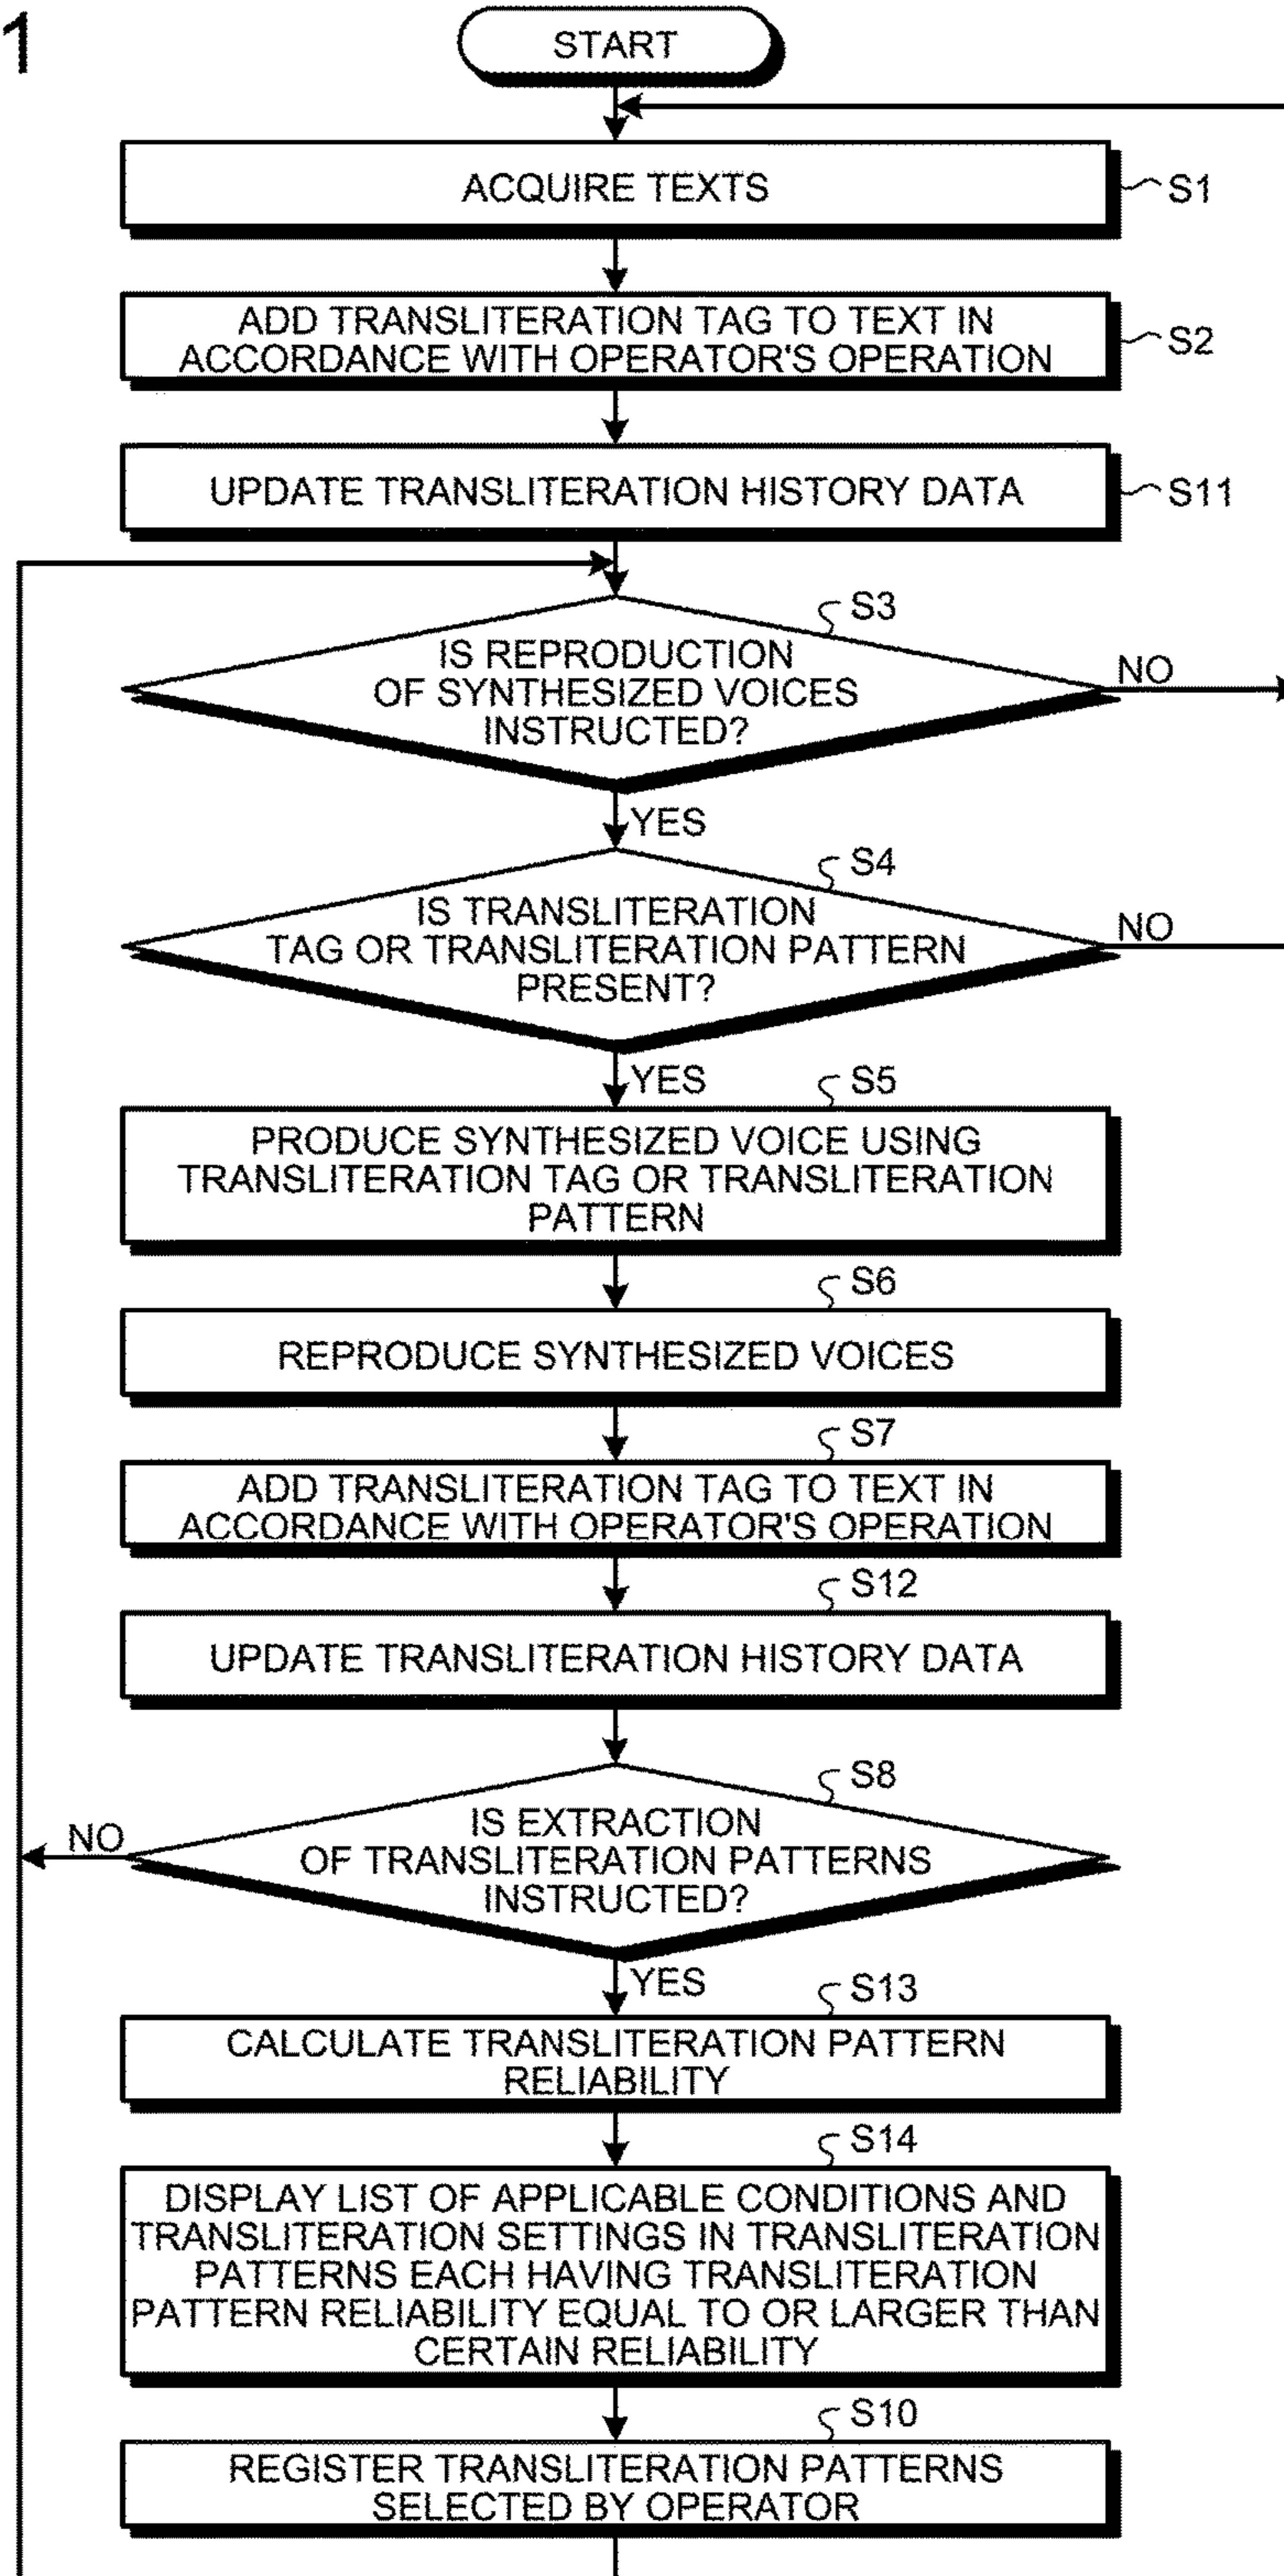 1
START
ACQUIRE TEXTS
S1
ADD TRANSLITERATION TAG TO TEXT IN
ACCORDANCE WITH OPERATOR'S OPERATION
S2
UPDATE TRANSLITERATION HISTORY DATA
S11
S3
IS REPRODUCTION
OF SYNTHESIZED VOICES
INSTRUCTED?
NO
YES
S4
IS TRANSLITERATION
TAG OR TRANSLITERATION PATTERN
PRESENT?
NO
YES
S5
PRODUCE SYNTHESIZED VOICE USING
TRANSLITERATION TAG OR TRANSLITERATION
PATTERN
S6
REPRODUCE SYNTHESIZED VOICES
S7
ADD TRANSLITERATION TAG TO TEXT IN
ACCORDANCE WITH OPERATOR'S OPERATION
S12
UPDATE TRANSLITERATION HISTORY DATA
S8
IS EXTRACTION
OF TRANSLITERATION PATTERNS
INSTRUCTED?
NO
YES
S13
CALCULATE TRANSLITERATION PATTERN
RELIABILITY
S14
DISPLAY LIST OF APPLICABLE CONDITIONS AND
TRANSLITERATION SETTINGS IN TRANSLITERATION
PATTERNS EACH HAVING TRANSLITERATION
PATTERN RELIABILITY EQUAL TO OR LARGER THAN
CERTAIN RELIABILITY
S10
REGISTER TRANSLITERATION PATTERNS
SELECTED BY OPERATOR